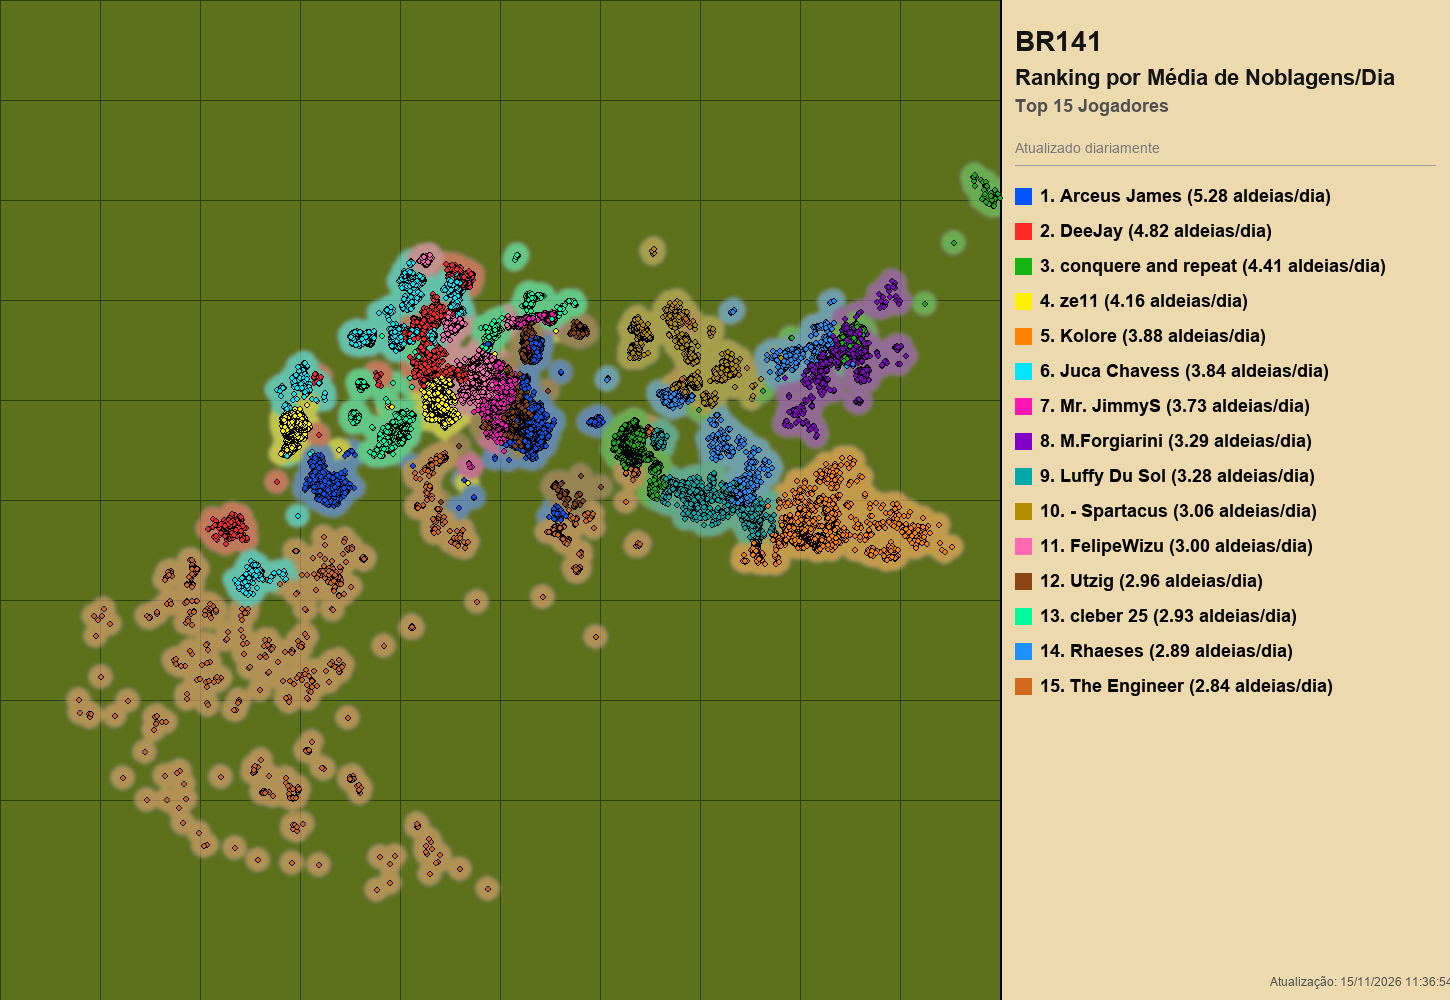 BR141
Ranking por Média de Noblagens/Dia
Top 15 Jogadores
Atualizado diariamente
1. Arceus James (5.28 aldeias/dia)
2. DeeJay (4.82 aldeias/dia)
3. conquere and repeat (4.41 aldeias/dia)
4. ze11 (4.16 aldeias/dia)
5. Kolore (3.88 aldeias/dia)
6. Juca Chavess (3.84 aldeias/dia)
7. Mr. JimmyS (3.73 aldeias/dia)
8. M.Forgiarini (3.29 aldeias/dia)
9. Luffy Du Sol (3.28 aldeias/dia)
10. - Spartacus (3.06 aldeias/dia)
11. FelipeWizu (3.00 aldeias/dia)
12. Utzig (2.96 aldeias/dia)
13. cleber 25 (2.93 aldeias/dia)
14. Rhaeses (2.89 aldeias/dia)
15. The Engineer (2.84 aldeias/dia)
Atualização: 15/11/2026 11:36:54